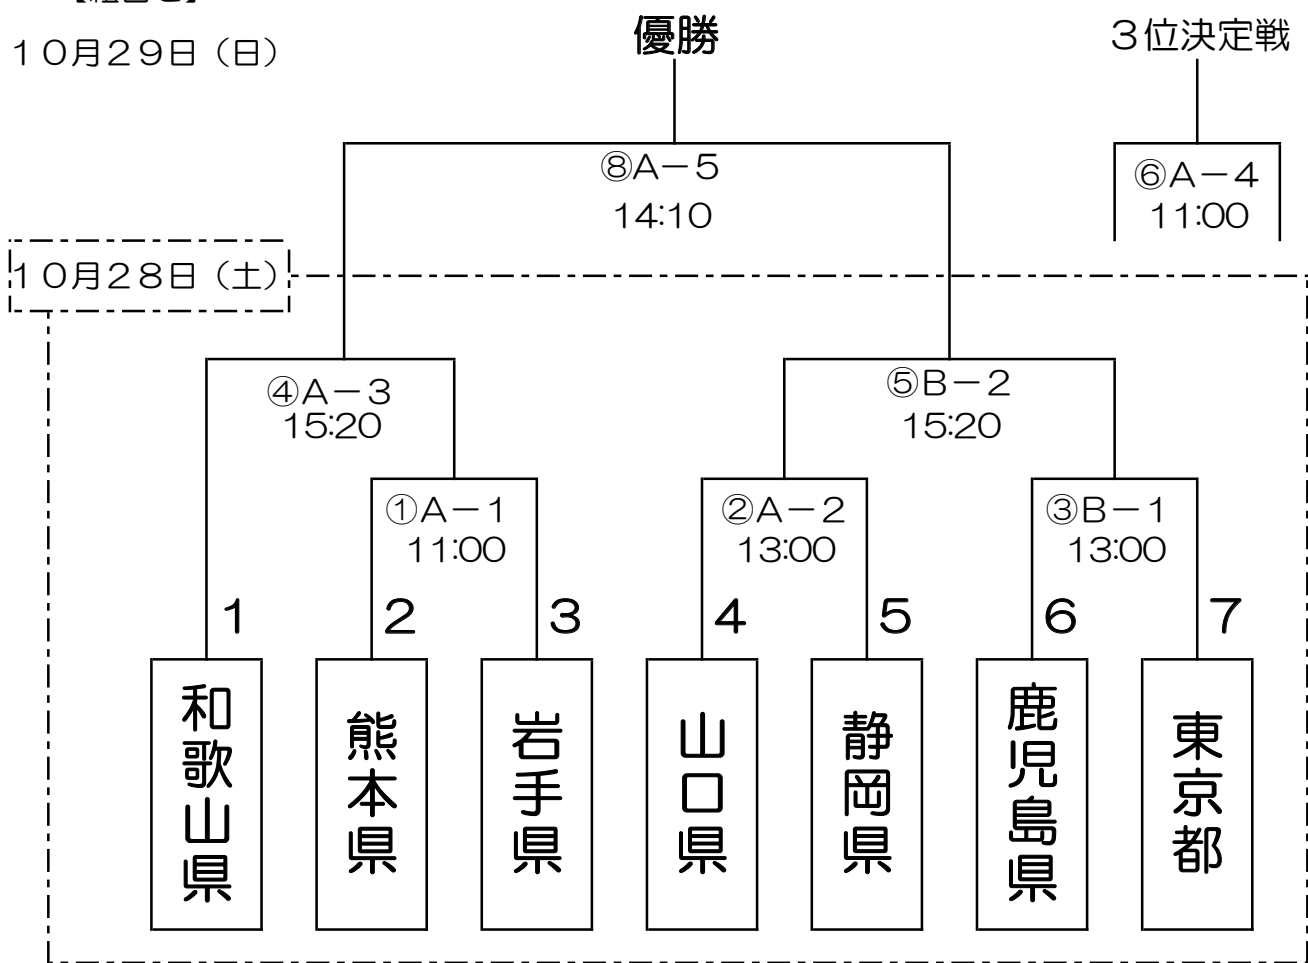 １０月２９日（日）
優勝
３位決定戦
⑧Ａ－５
14:10
⑥Ａ－４
11:00
１０月２８日（土）
④Ａ－３
15:20
⑤Ｂ－２
15:20
①Ａ－１
11:00
②Ａ－２
13:00
③Ｂ－１
13:00
１
２
３
４
５
６
７
和歌山県
熊本県
岩手県
山口県
静岡県
鹿児島県
東京都